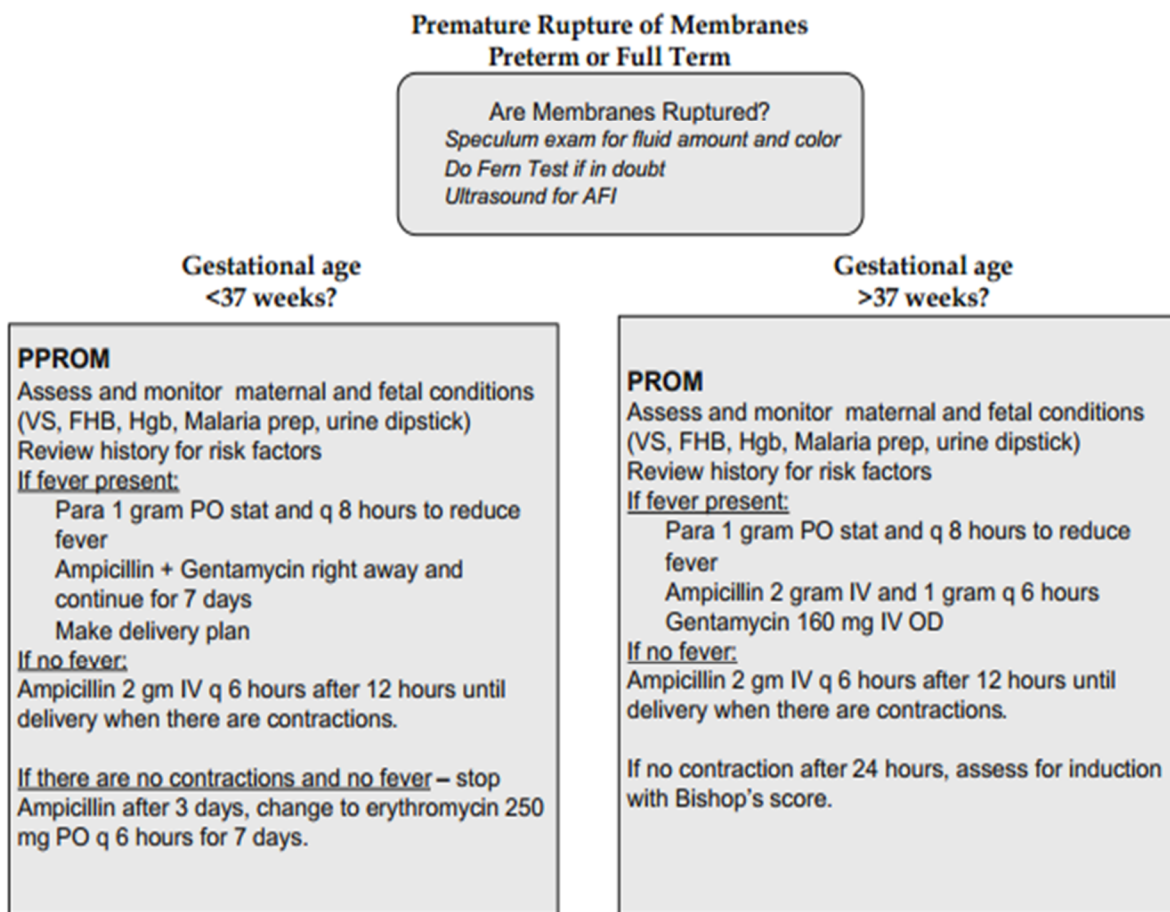 Premature Rupture of Membranes
Preterm or Full Term
Are Membranes Ruptured?
Speculum exam for fluid amount and color
Do Fern Test if in doubt
Ultrasound for AFI
Gestational age
<37 weeks?
PPROM
Assess and monitor maternal and fetal conditions
(VS, FHB, Hgb, Malaria prep, urine dipstick)
Review history for risk factors
If fever present:
Para 1 gram PO stat and q 8 hours to reduce
fever
Ampicillin + Gentamycin right away and
continue for 7 days
Make delivery plan
If no fever:
Ampicillin 2 gm IV q 6 hours after 12 hours until
delivery when there are contractions.
If there are no contractions and no fever – stop
Ampicillin after 3 days, change to erythromycin 250
mg PO q 6 hours for 7 days.
Gestational age
>37 weeks?
PROM
Assess and monitor maternal and fetal conditions
(VS, FHB, Hgb, Malaria prep, urine dipstick)
Review history for risk factors
If fever present:
Para 1 gram PO stat and q 8 hours to reduce
fever
Ampicillin 2 gram IV and 1 gram q 6 hours
Gentamycin 160 mg IV OD
If no fever:
Ampicillin 2 gm IV q 6 hours after 12 hours until
delivery when there are contractions.
If no contraction after 24 hours, assess for induction
with Bishop's score.